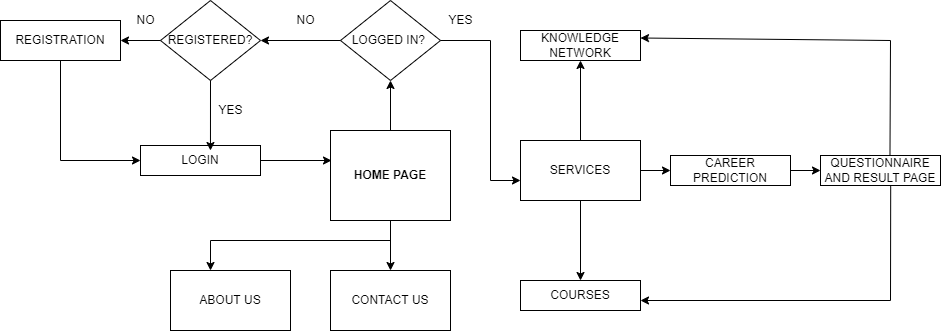 NO
NO
YES
REGISTRATION
REGISTERED?
LOGGED IN?
KNOWLEDGE
NETWORK
YES
LOGIN
HOME PAGE
SERVICES
CAREER
PREDICTION
QUESTIONNAIRE
AND RESULT PAGE
ABOUT US
CONTACT US
COURSES